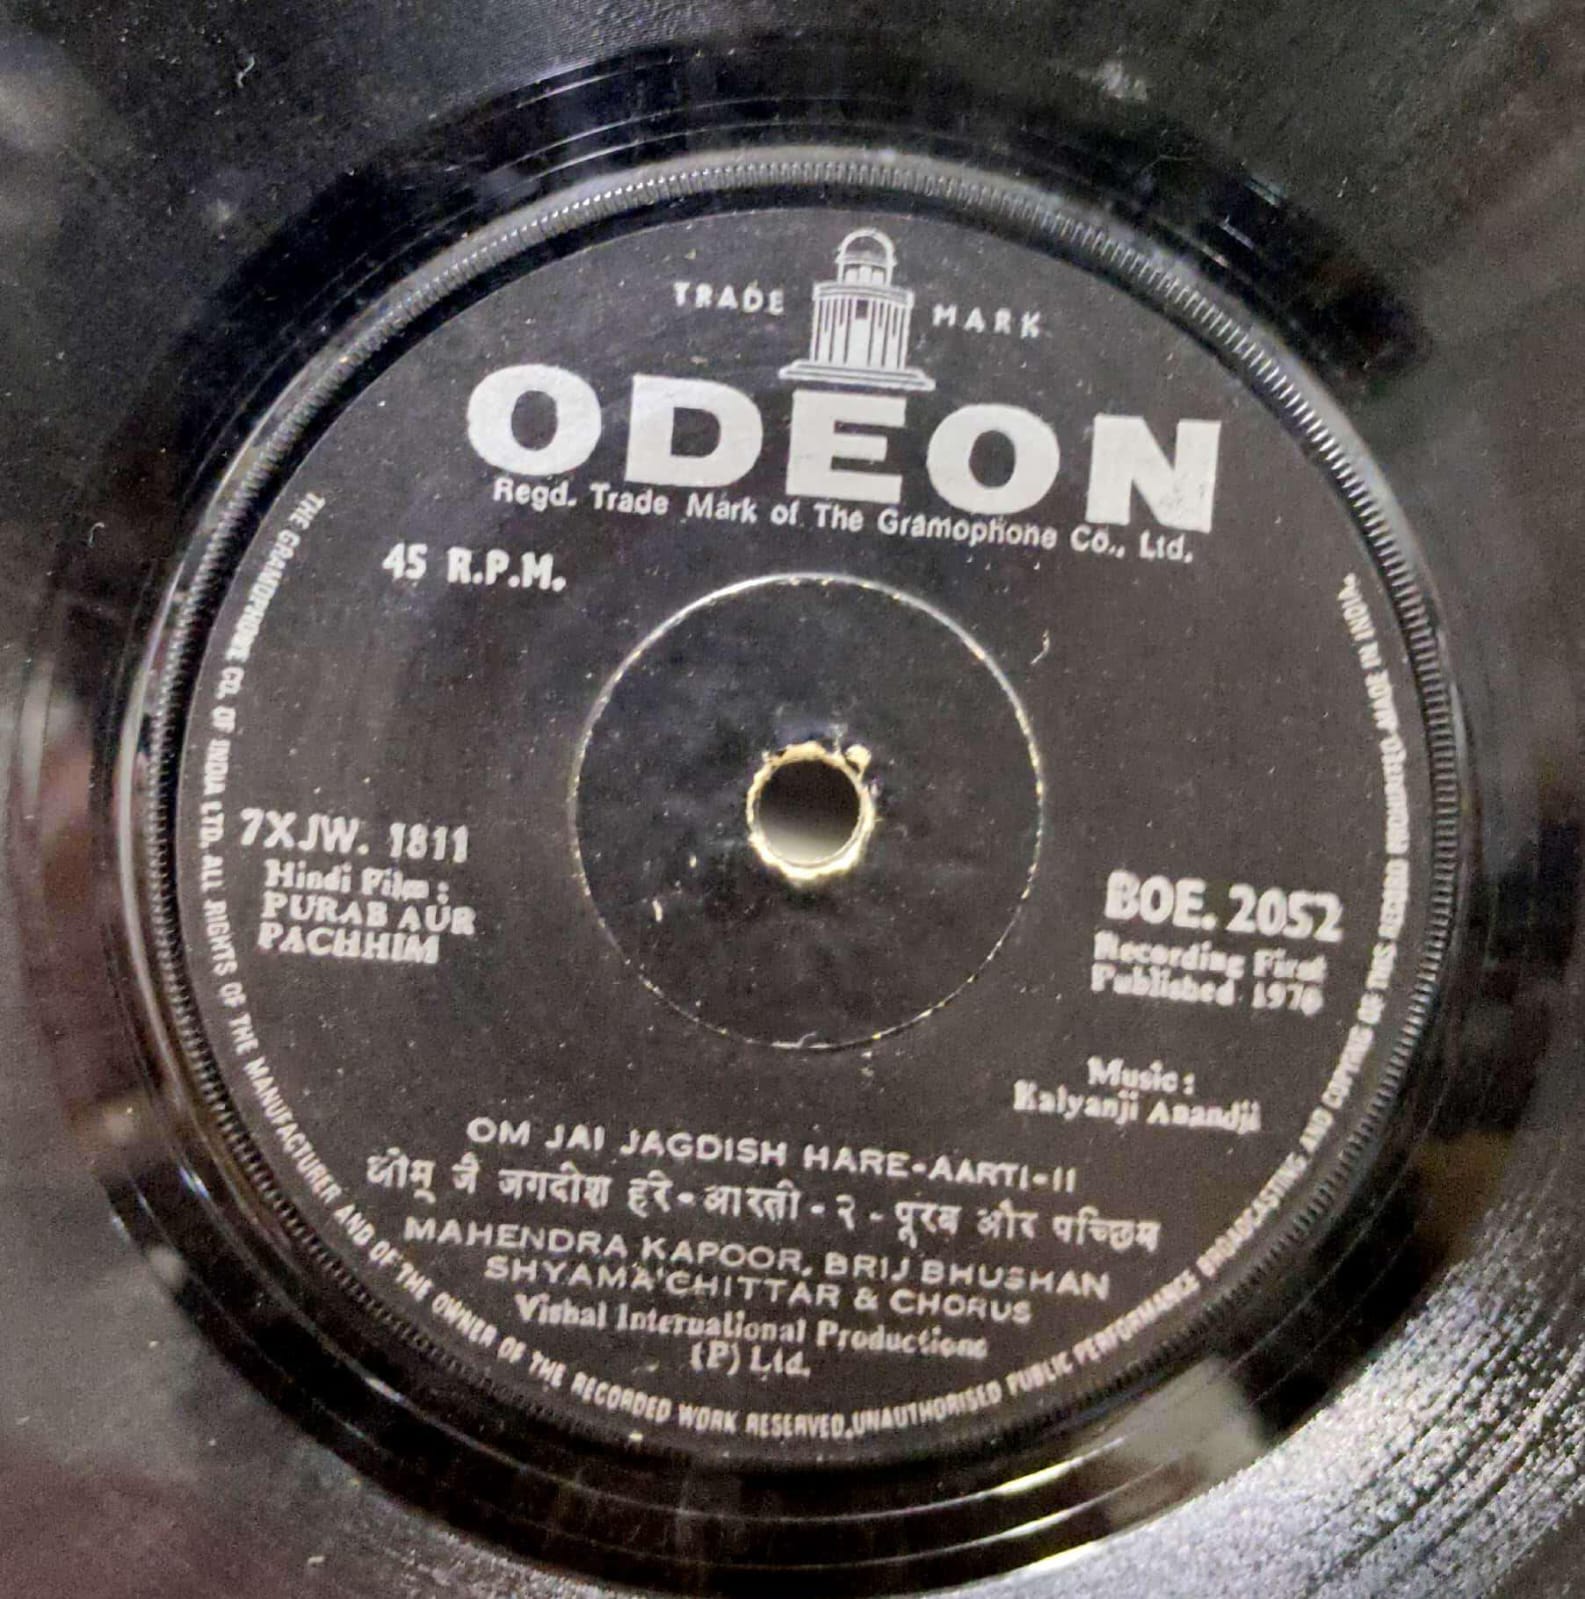 TRADE MARK
ODEON
Regd. Trade Mark of The Gramophone Co., Ltd.
45 R.P.M.
7XJW. 1811
Hindi Film :
PURAB AUR
PACHHIM
BOE. 2052
Recording First
Published 1970
Music :
Kalyanji Anandji
OM JAI JAGDISH HARE-AARTI-II
ओम् जै जगदीश हरे - आरती - २ - पूरब और पच्छिम
MAHENDRA KAPOOR, BRIJ BHUSHAN
SHYAMA CHITTAR & CHORUS
Vishal International Productions
(P) Ltd.
THE GRAMOPHONE CO. OF INDIA LTD. ALL RIGHTS OF THE MANUFACTURER AND OF THE OWNER OF THE RECORDED WORK RESERVED. UNAUTHORISED PUBLIC PERFORMANCE BROADCASTING AND COPYING OF THIS RECORD PROHIBITED-MADE IN INDIA.